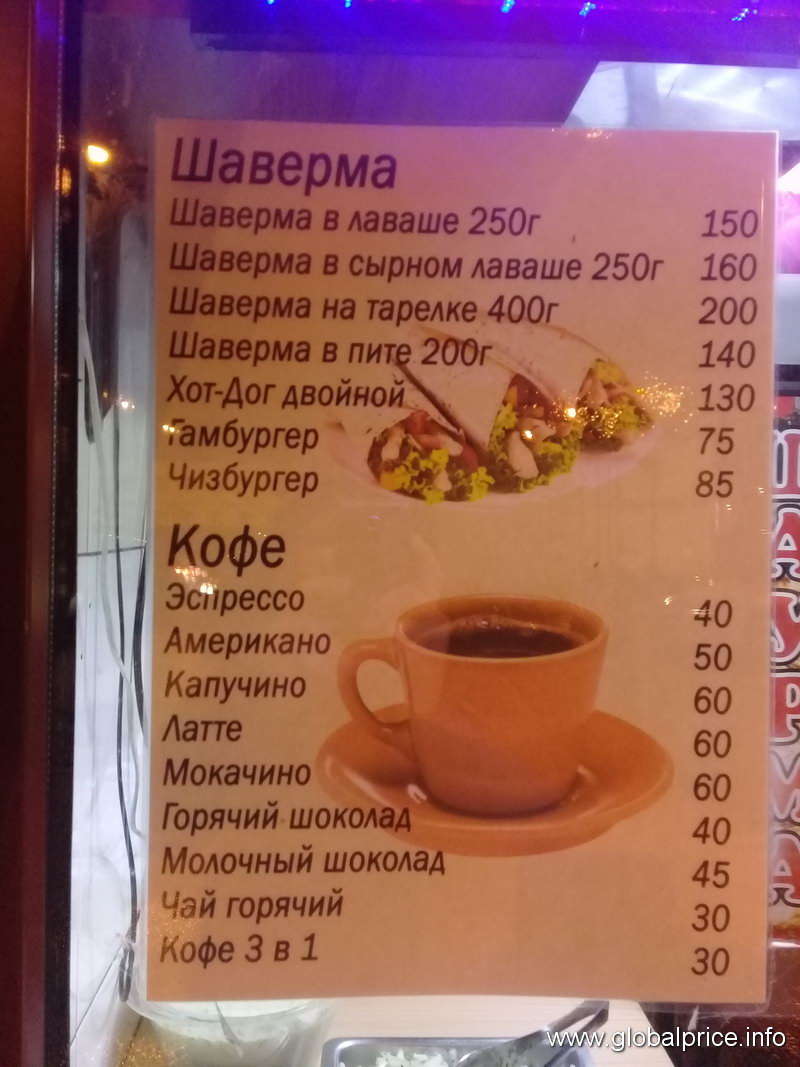 Шаверма
Шаверма в лаваше 250г 150
Шаверма в сырном лаваше 250г 160
Шаверма на тарелке 400г 200
Шаверма в пите 200г 140
Хот-Дог двойной 130
Гамбургер 75
Чизбургер 85
Кофе
Эспрессо 40
Американо 50
Капучино 60
Латте 60
Мокачино 60
Горячий шоколад 40
Молочный шоколад 45
Чай горячий 30
Кофе 3 в 1 30
www.globalprice.info